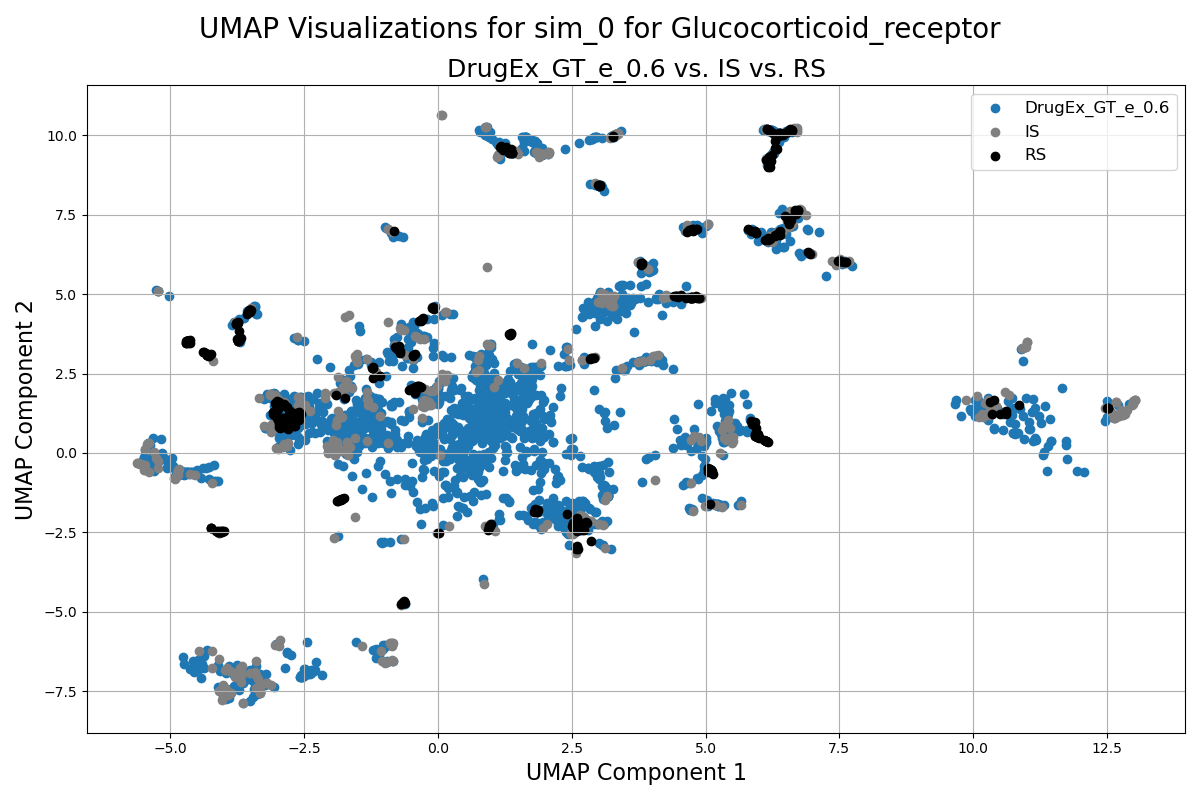 UMAP Visualizations for sim_0 for Glucocorticoid_receptor
DrugEx_GT_e_0.6 vs. IS vs. RS
DrugEx_GT_e_0.6
IS
RS
10.0
7.5
5.0
2.5
0.0
−2.5
−5.0
−7.5
UMAP Component 2
−5.0 −2.5 0.0 2.5 5.0 7.5 10.0 12.5
UMAP Component 1